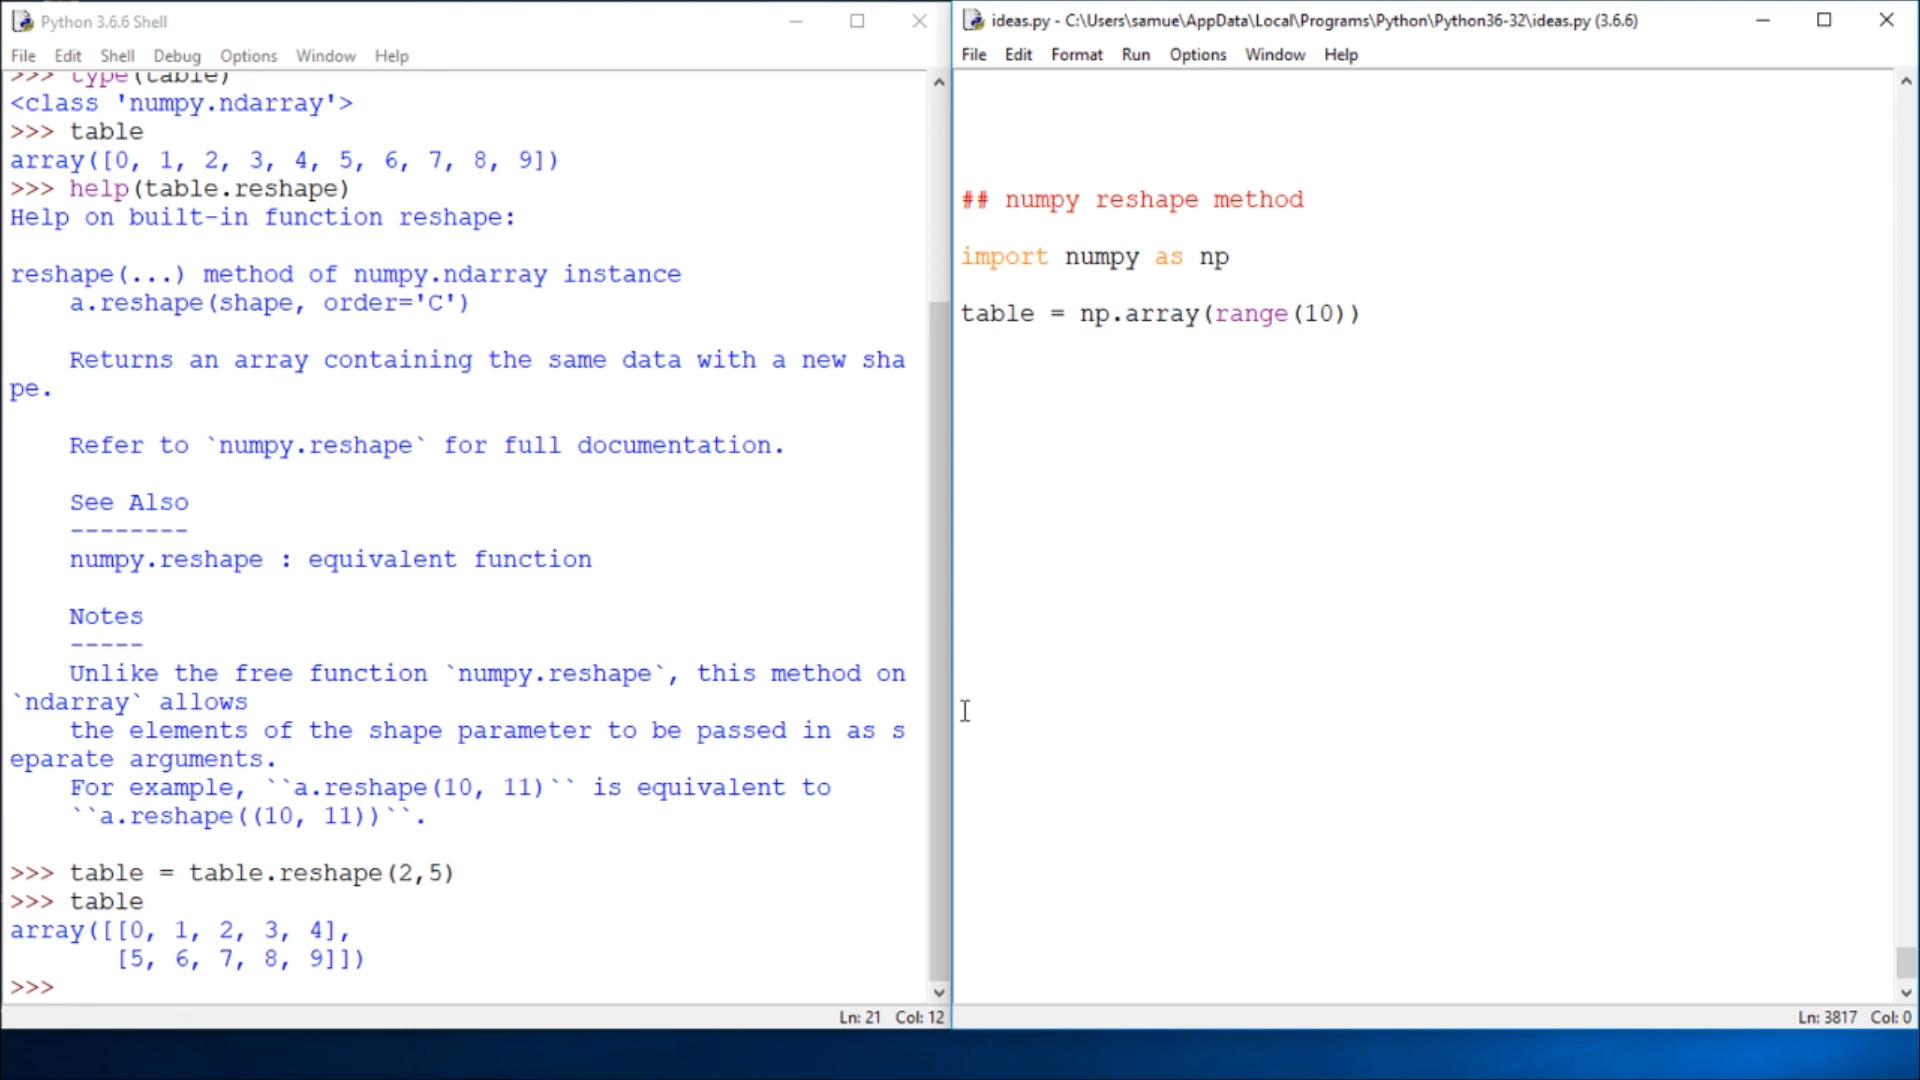 Python 3.6.6 Shell
File Edit Shell Debug Options Window Help
>>> type(table)
<class 'numpy.ndarray'>
>>> table
array([0, 1, 2, 3, 4, 5, 6, 7, 8, 9])
>>> help(table.reshape)
Help on built-in function reshape:
reshape(...) method of numpy.ndarray instance
    a.reshape(shape, order='C')
    Returns an array containing the same data with a new sha
pe.
    Refer to `numpy.reshape` for full documentation.
    See Also
    --------
    numpy.reshape : equivalent function
    Notes
    -----
    Unlike the free function `numpy.reshape`, this method on
`ndarray` allows
    the elements of the shape parameter to be passed in as s
eparate arguments.
    For example, ``a.reshape(10, 11)`` is equivalent to
    ``a.reshape((10, 11))``.
>>> table = table.reshape(2,5)
>>> table
array([[0, 1, 2, 3, 4],
       [5, 6, 7, 8, 9]])
>>>
Ln: 21 Col: 12
ideas.py - C:\Users\samue\AppData\Local\Programs\Python\Python36-32\ideas.py (3.6.6)
File Edit Format Run Options Window Help
## numpy reshape method
import numpy as np
table = np.array(range(10))
Ln: 3817 Col: 0